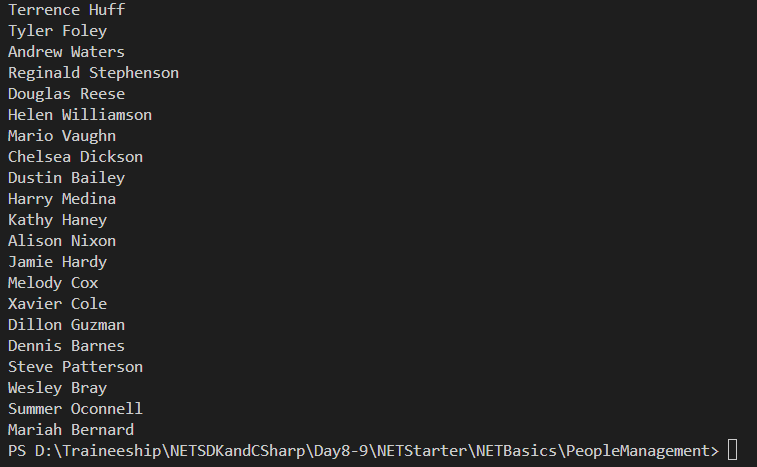 Terrence Huff
Tyler Foley
Andrew Waters
Reginald Stephenson
Douglas Reese
Helen Williamson
Mario Vaughn
Chelsea Dickson
Dustin Bailey
Harry Medina
Kathy Haney
Alison Nixon
Jamie Hardy
Melody Cox
Xavier Cole
Dillon Guzman
Dennis Barnes
Steve Patterson
Wesley Bray
Summer Oconnell
Mariah Bernard
PS D:\Traineeship\NETSDKandCSharp\Day8-9\NETStarter\NETBasics\PeopleManagement>